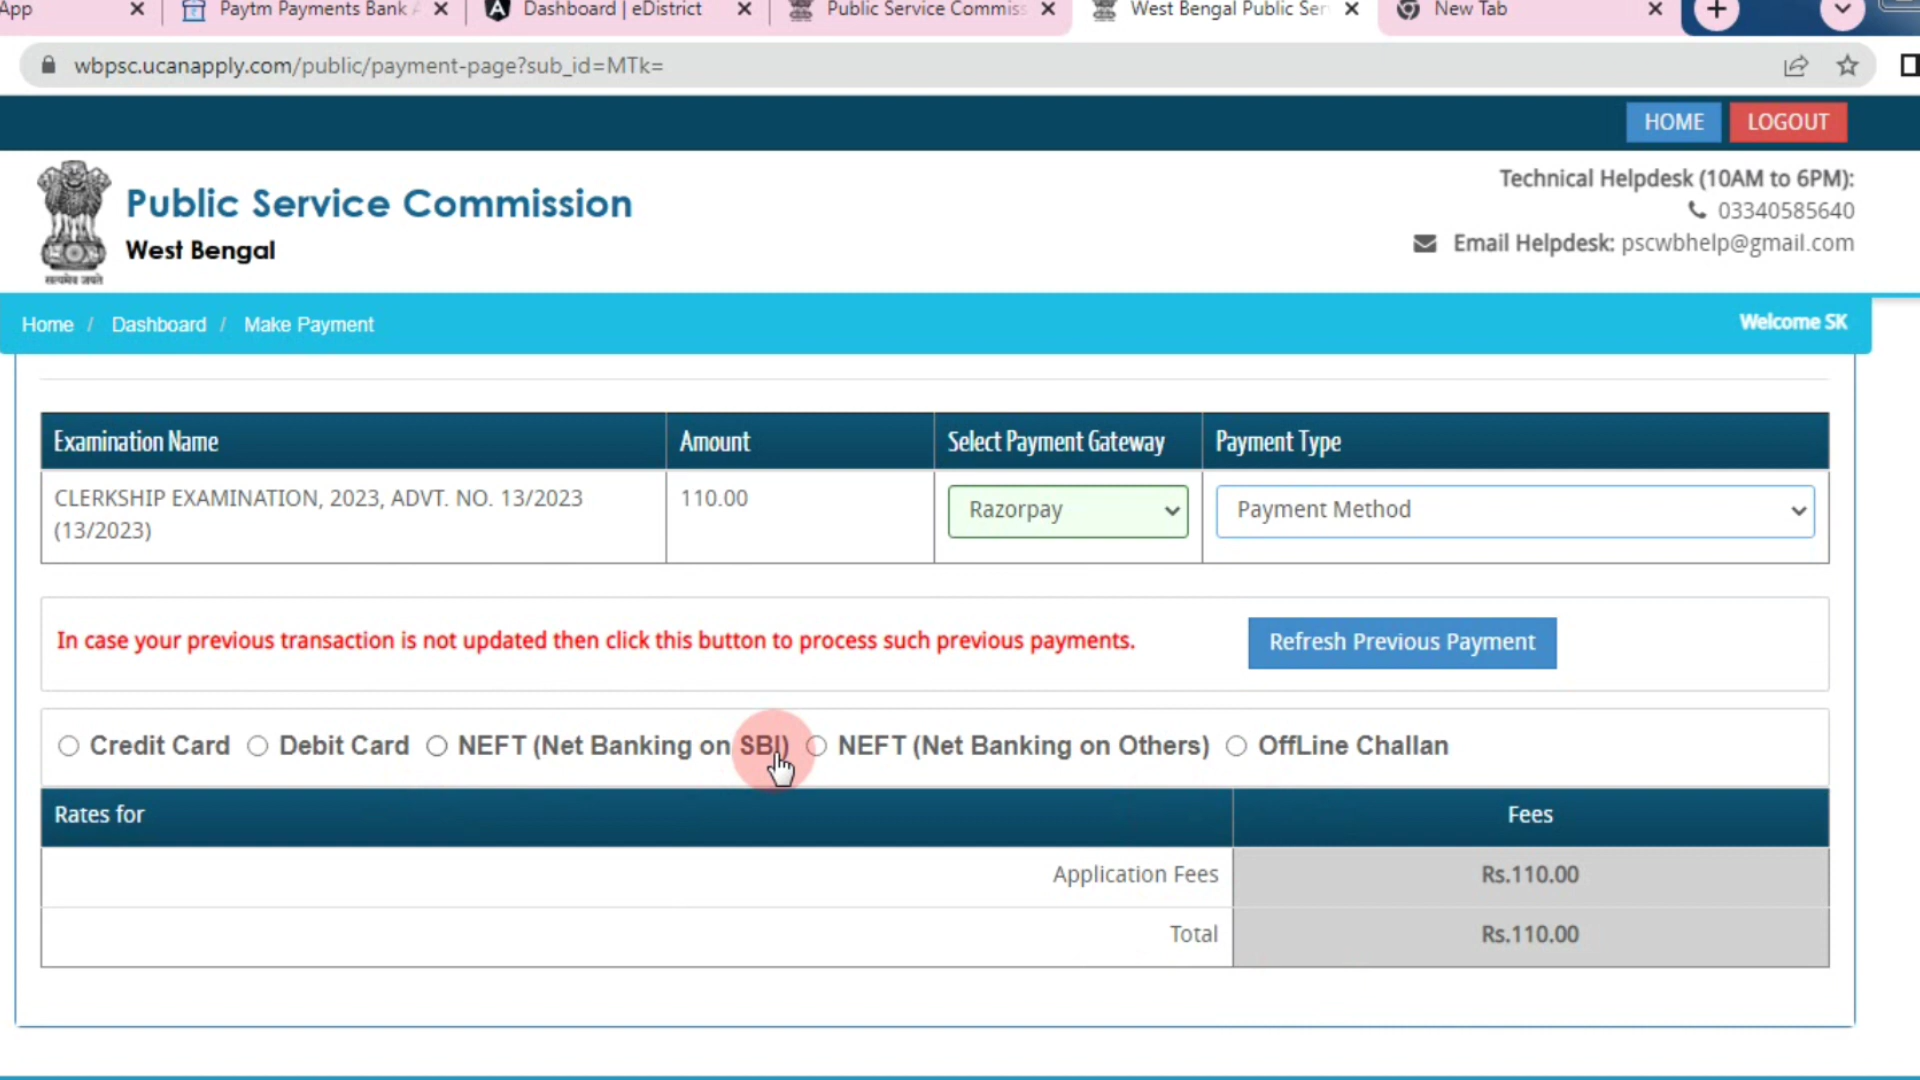 App
Paytm Payments Bank
Dashboard | eDistrict
Public Service Commiss
West Bengal Public Ser
New Tab
wbpsc.ucanapply.com/public/payment-page?sub_id=MTk=
HOME LOGOUT
Public Service Commission
West Bengal
सत्यमेव जयते
Technical Helpdesk (10AM to 6PM):
03340585640
Email Helpdesk: pscwbhelp@gmail.com
Home / Dashboard / Make Payment
Welcome SK
Examination Name Amount Select Payment Gateway Payment Type
CLERKSHIP EXAMINATION, 2023, ADVT. NO. 13/2023 110.00 Razorpay Payment Method
(13/2023)
In case your previous transaction is not updated then click this button to process such previous payments. Refresh Previous Payment
Credit Card Debit Card NEFT (Net Banking on SBI) NEFT (Net Banking on Others) OffLine Challan
Rates for Fees
Application Fees Rs.110.00
Total Rs.110.00